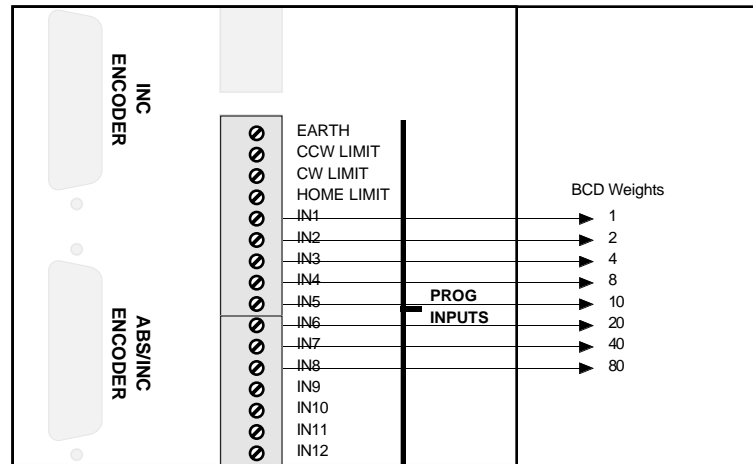 INC
ENCODER
ABS/INC
ENCODER
EARTH
CCW LIMIT
CW LIMIT
HOME LIMIT
IN1
IN2
IN3
IN4
IN5
IN6
IN7
IN8
IN9
IN10
IN11
IN12
PROG
INPUTS
BCD Weights
1
2
4
8
10
20
40
80